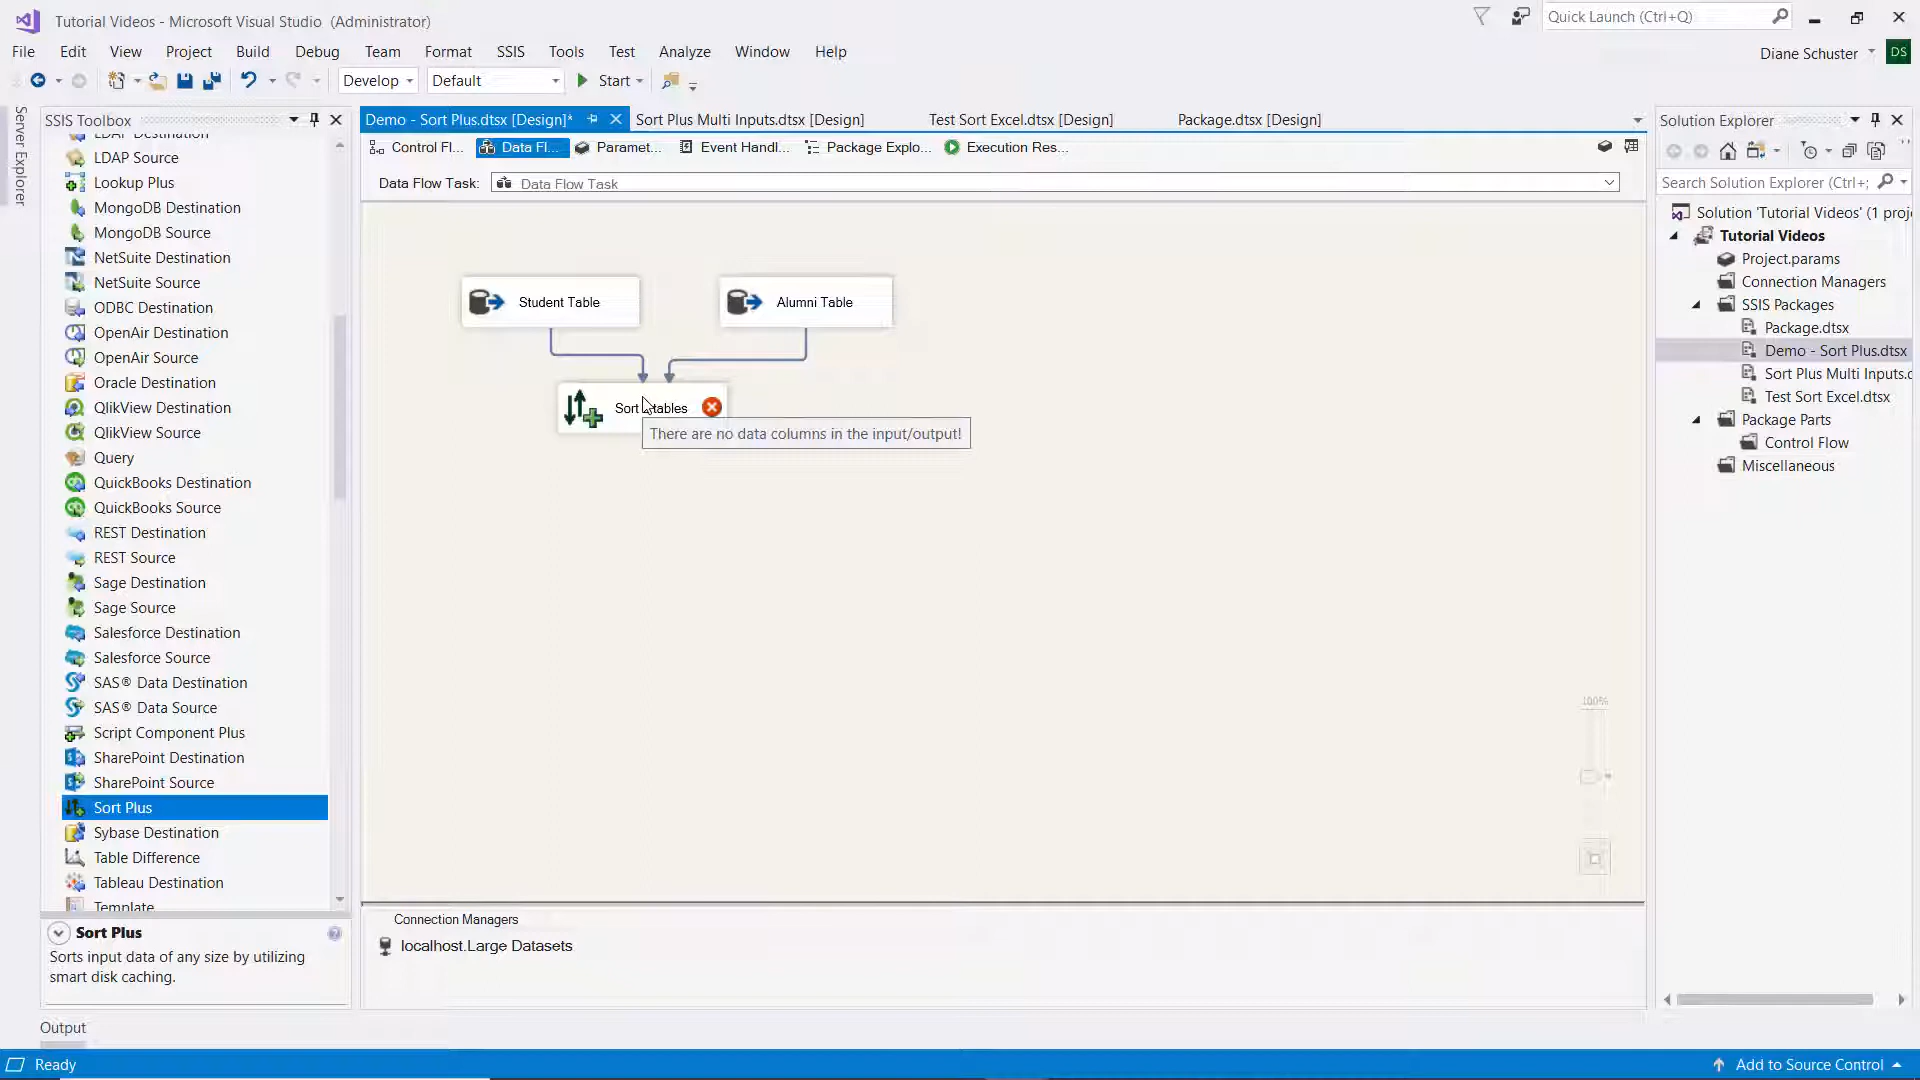 Tutorial Videos - Microsoft Visual Studio (Administrator)
Quick Launch (Ctrl+Q)
File Edit View Project Build Debug Team Format SSIS Tools Test Analyze Window Help
Diane Schuster DS
Develop Default Start
Server Explorer
SSIS Toolbox
LDAP Destination
LDAP Source
Lookup Plus
MongoDB Destination
MongoDB Source
NetSuite Destination
NetSuite Source
ODBC Destination
OpenAir Destination
OpenAir Source
Oracle Destination
QlikView Destination
QlikView Source
Query
QuickBooks Destination
QuickBooks Source
REST Destination
REST Source
Sage Destination
Sage Source
Salesforce Destination
Salesforce Source
SAS® Data Destination
SAS® Data Source
Script Component Plus
SharePoint Destination
SharePoint Source
Sort Plus
Sybase Destination
Table Difference
Tableau Destination
Template
Sort Plus
Sorts input data of any size by utilizing
smart disk caching.
Demo - Sort Plus.dtsx [Design]* Sort Plus Multi Inputs.dtsx [Design] Test Sort Excel.dtsx [Design] Package.dtsx [Design]
Control Fl... Data Fl... Paramet... Event Handl... Package Explo... Execution Res...
Data Flow Task: Data Flow Task
Student Table
Alumni Table
Sort tables
There are no data columns in the input/output!
100%
Connection Managers
localhost.Large Datasets
Solution Explorer
Search Solution Explorer (Ctrl+;
Solution 'Tutorial Videos' (1 proj
Tutorial Videos
Project.params
Connection Managers
SSIS Packages
Package.dtsx
Demo - Sort Plus.dtsx
Sort Plus Multi Inputs.d
Test Sort Excel.dtsx
Package Parts
Control Flow
Miscellaneous
Output
Ready
Add to Source Control